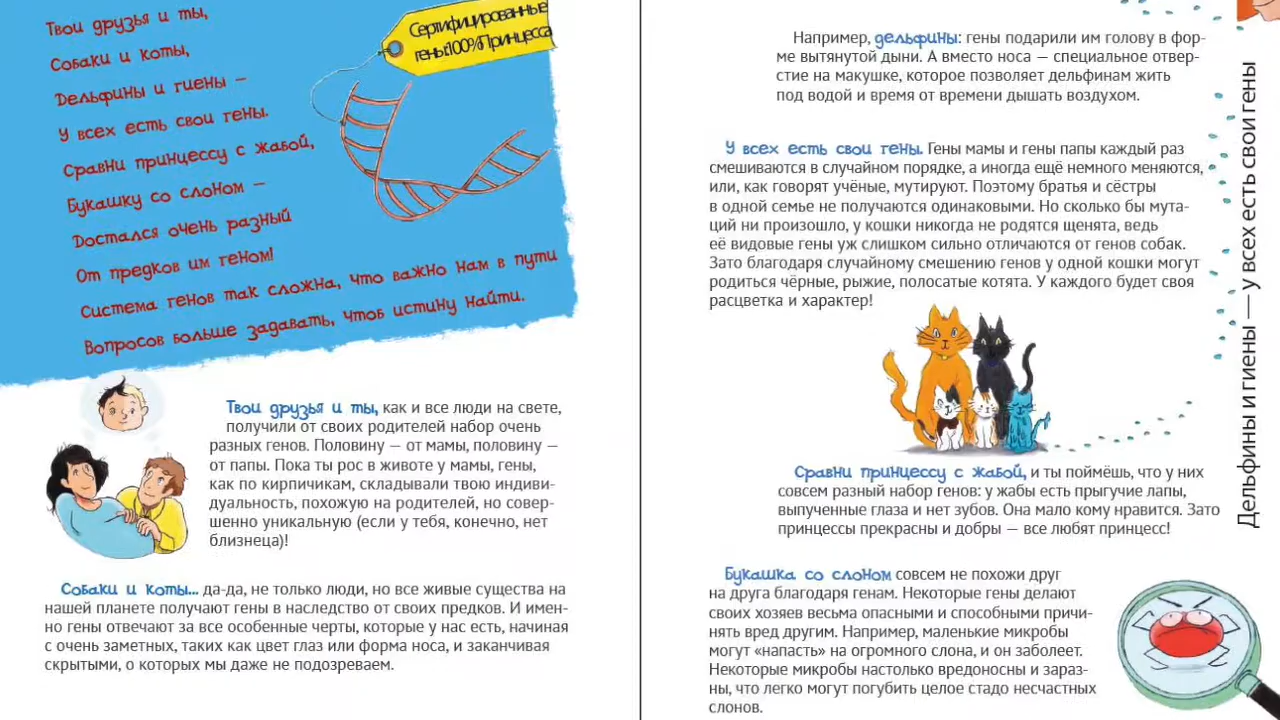 Твои друзья и ты,
Собаки и коты,
Дельфины и гиены —
У всех есть свои гены.
Сравни принцессу с жабой,
Букашку со слоном —
Достался очень разный
От предков им геном!
Система генов так сложна, что важно нам в пути
Вопросов больше задавать, чтоб истину найти.
Сертифицированные
гены:100%Принцесса
Твои друзья и ты, как и все люди на свете,
получили от своих родителей набор очень
разных генов. Половину — от мамы, половину —
от папы. Пока ты рос в животе у мамы, гены,
как по кирпичикам, складывали твою индиви-
дуальность, похожую на родителей, но совер-
шенно уникальную (если у тебя, конечно, нет
близнеца)!
Собаки и коты... да-да, не только люди, но все живые существа на
нашей планете получают гены в наследство от своих предков. И имен-
но гены отвечают за все особенные черты, которые у нас есть, начиная
с очень заметных, таких как цвет глаз или форма носа, и заканчивая
скрытыми, о которых мы даже не подозреваем.
Например, дельфины: гены подарили им голову в фор-
ме вытянутой дыни. А вместо носа — специальное отвер-
стие на макушке, которое позволяет дельфинам жить
под водой и время от времени дышать воздухом.
У всех есть свои гены. Гены мамы и гены папы каждый раз
смешиваются в случайном порядке, а иногда ещё немного меняются,
или, как говорят учёные, мутируют. Поэтому братья и сёстры
в одной семье не получаются одинаковыми. Но сколько бы мута-
ций ни произошло, у кошки никогда не родятся щенята, ведь
её видовые гены уж слишком сильно отличаются от генов собак.
Зато благодаря случайному смешению генов у одной кошки могут
родиться чёрные, рыжие, полосатые котята. У каждого будет своя
расцветка и характер!
Сравни принцессу с жабой, и ты поймёшь, что у них
совсем разный набор генов: у жабы есть прыгучие лапы,
выпученные глаза и нет зубов. Она мало кому нравится. Зато
принцессы прекрасны и добры — все любят принцесс!
Букашка со слоном совсем не похожи друг
на друга благодаря генам. Некоторые гены делают
своих хозяев весьма опасными и способными причи-
нять вред другим. Например, маленькие микробы
могут «напасть» на огромного слона, и он заболеет.
Некоторые микробы настолько вредоносны и зараз-
ны, что легко могут погубить целое стадо несчастных
слонов.
Дельфины и гиены — у всех есть свои гены